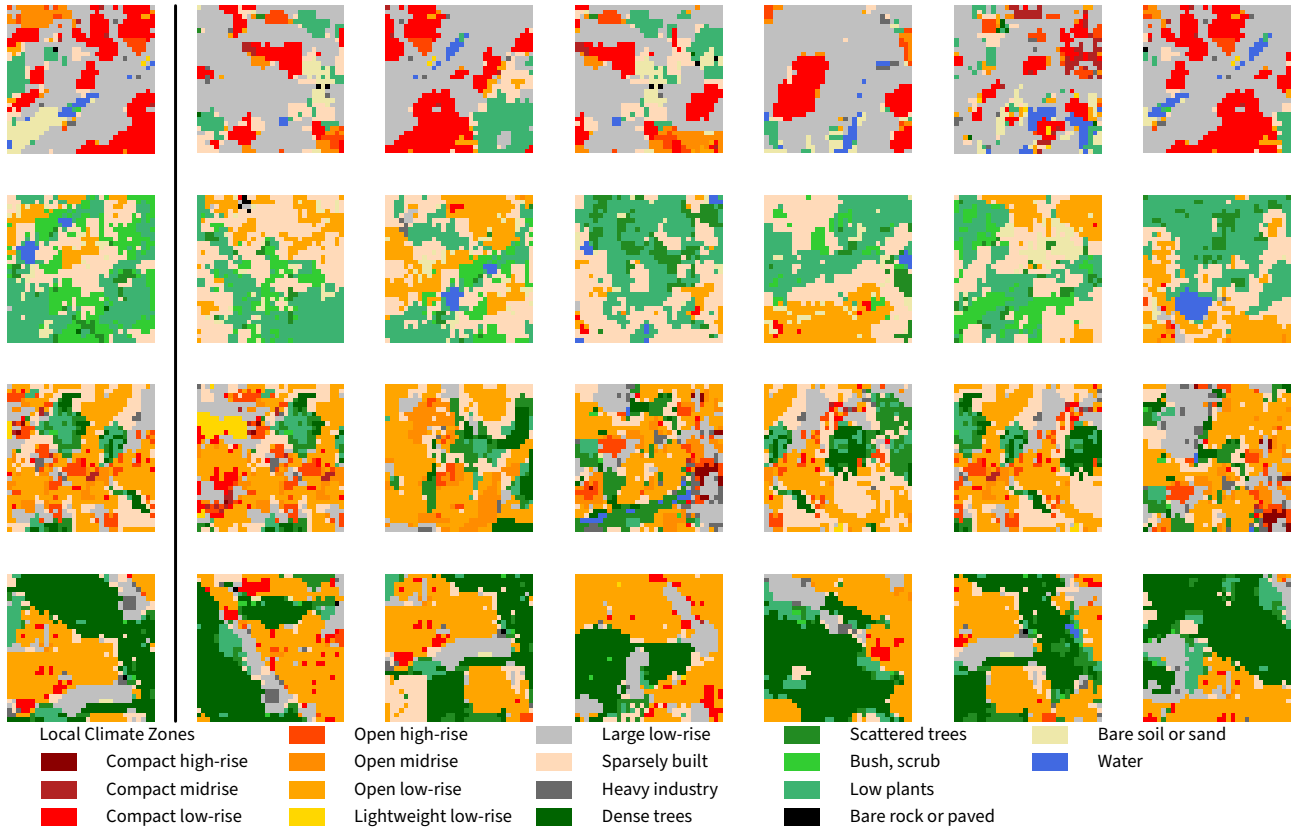 Local Climate Zones
Compact high-rise
Compact midrise
Compact low-rise
Open high-rise
Open midrise
Open low-rise
Lightweight low-rise
Large low-rise
Sparsely built
Heavy industry
Dense trees
Scattered trees
Bush, scrub
Low plants
Bare rock or paved
Bare soil or sand
Water